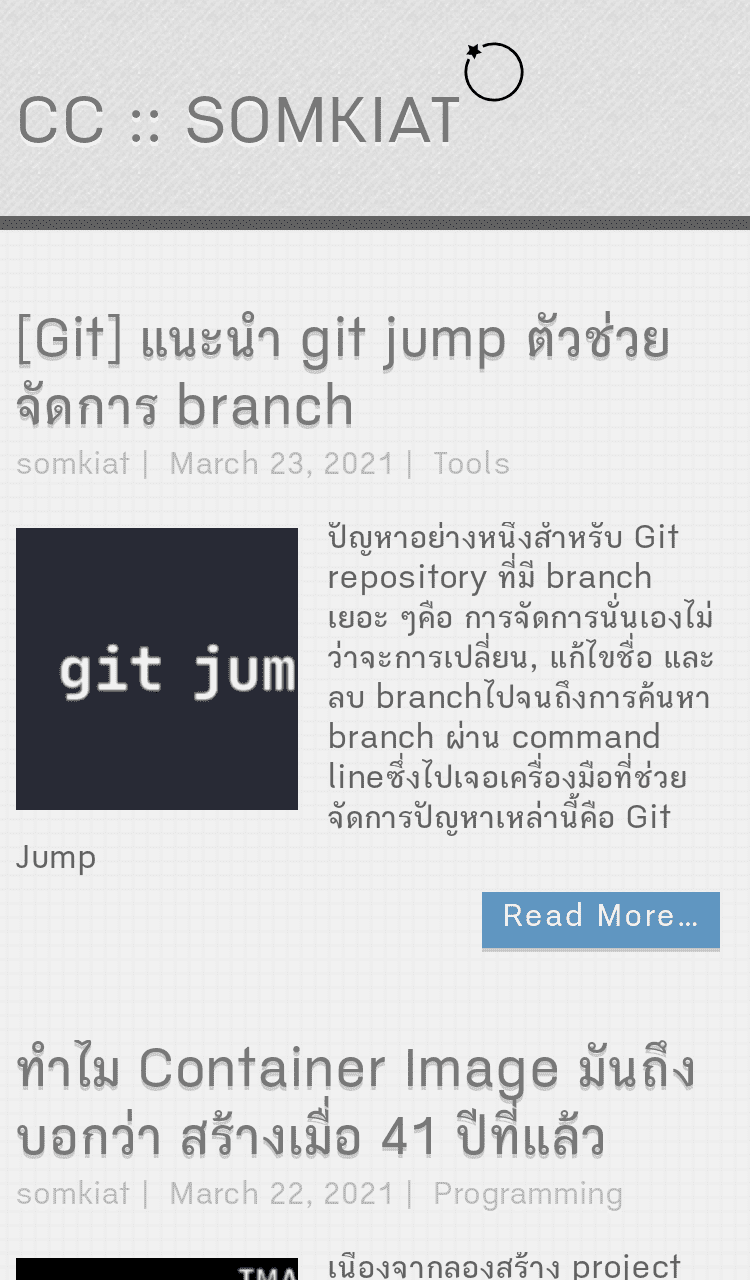 CC :: SOMKIAT
[Git] แนะนำ git jump ตัวช่วย
จัดการ branch
somkiat | March 23, 2021 | Tools
git jum
ปัญหาอย่างหนึ่งสำหรับ Git
repository ที่มี branch
เยอะ ๆคือ การจัดการนั่นเองไม่
ว่าจะการเปลี่ยน, แก้ไขชื่อ และ
ลบ branchไปจนถึงการค้นหา
branch ผ่าน command
lineซึ่งไปเจอเครื่องมือที่ช่วย
จัดการปัญหาเหล่านี้คือ Git
Jump
Read More…
ทำไม Container Image มันถึง
บอกว่า สร้างเมื่อ 41 ปีที่แล้ว
somkiat | March 22, 2021 | Programming
TMA
เนื่องจากลองสร้าง project